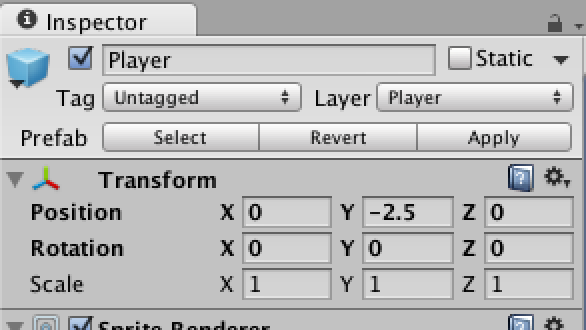 Inspector
Player Static
Tag Untagged Layer Player
Prefab Select Revert Apply
Transform
Position X 0 Y -2.5 Z 0
Rotation X 0 Y 0 Z 0
Scale X 1 Y 1 Z 1
Sprite Renderer